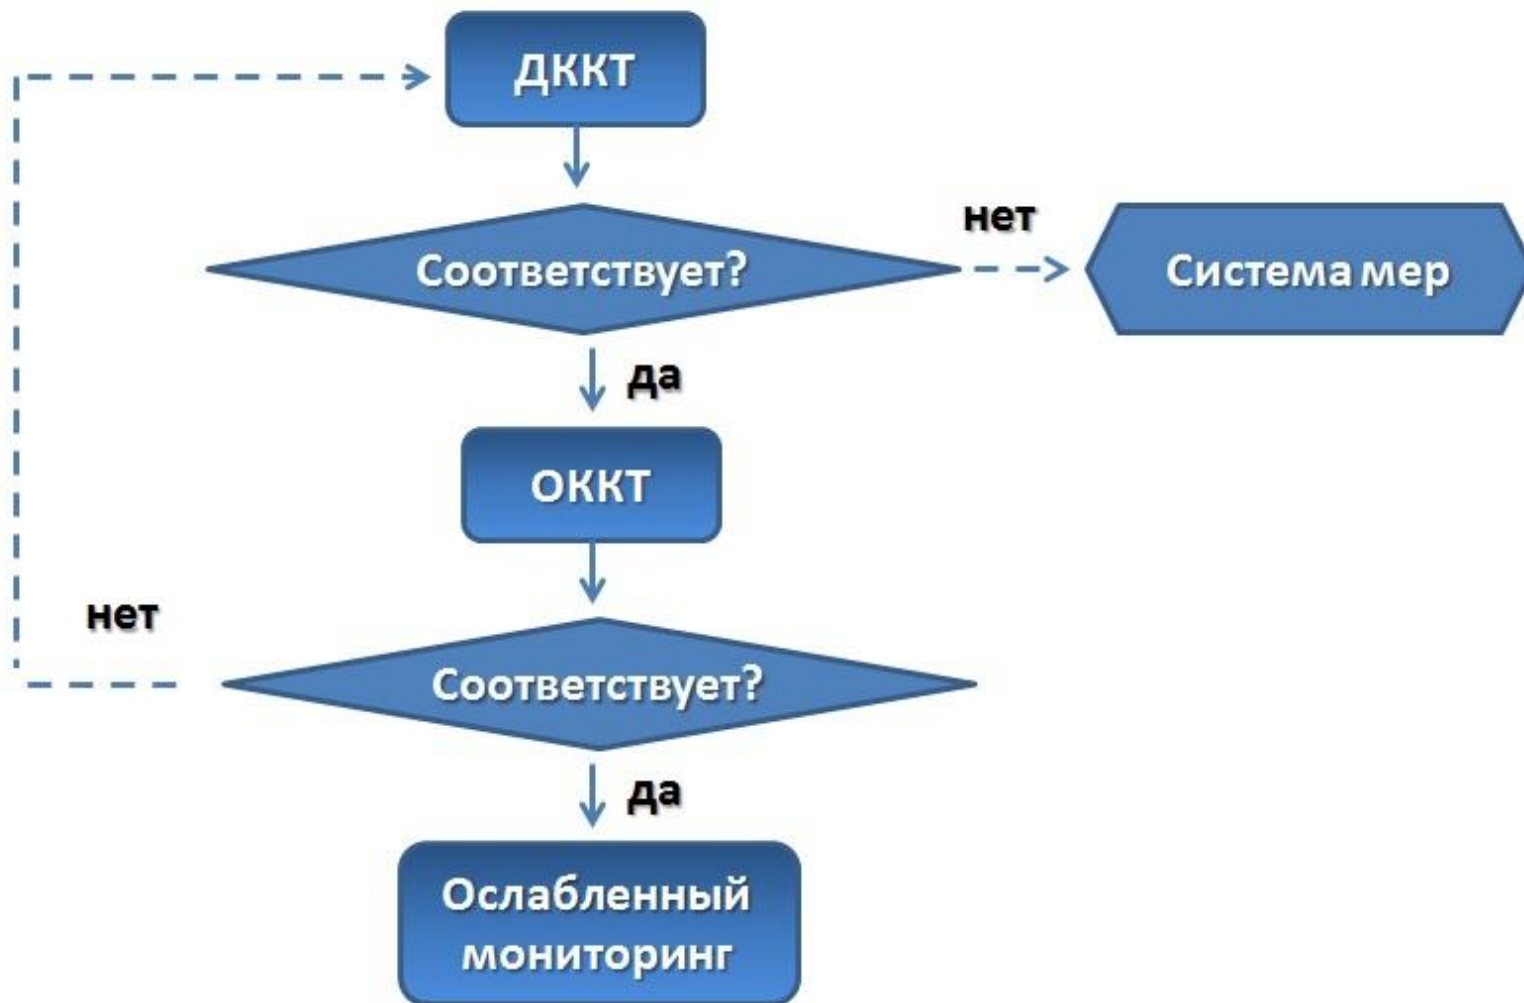 ДККТ
нет
Соответствует?
Система мер
да
ОККТ
нет
Соответствует?
да
Ослабленный
мониторинг